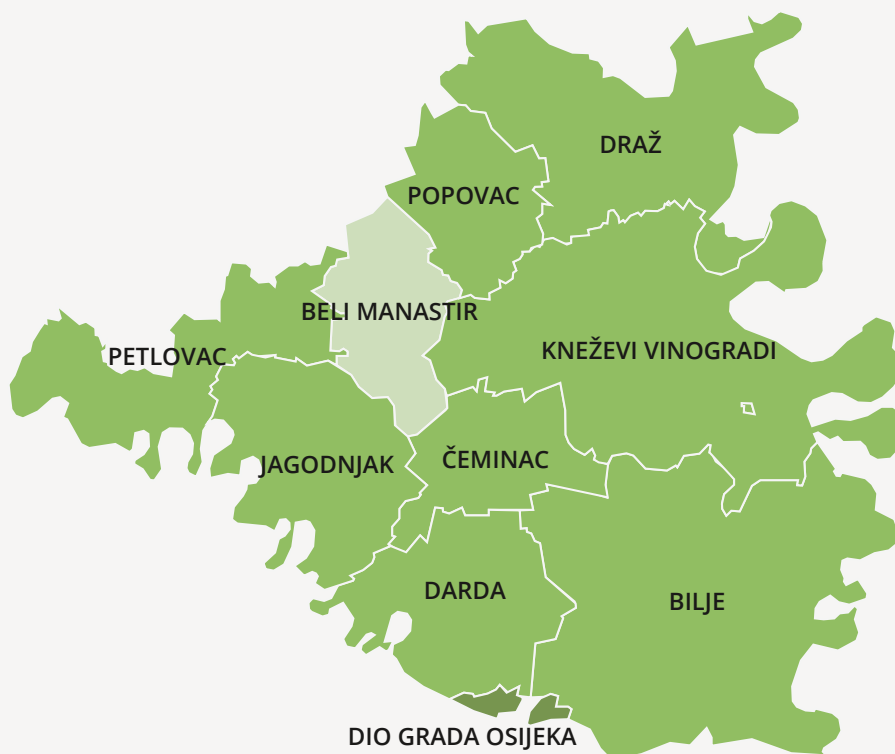 DRAŽ
POPOVAC
BELI MANASTIR
KNEŽEVI VINOGRADI
PETLOVAC
JAGODNJAK
ČEMINAC
DARDA
BILJE
DIO GRADA OSIJEKA